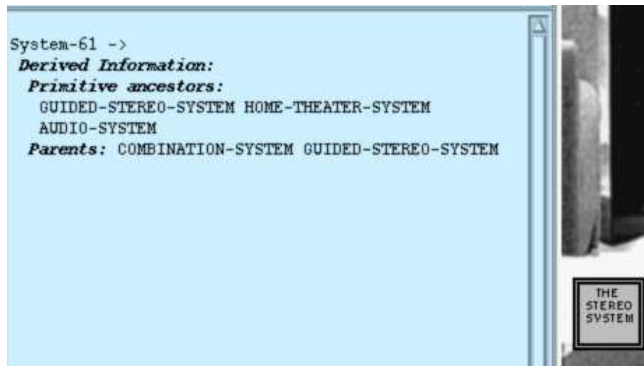 System-61 ->
Derived Information:
Primitive ancestors:
GUIDED-STEREO-SYSTEM HOME-THEATER-SYSTEM
AUDIO-SYSTEM
Parents: COMBINATION-SYSTEM GUIDED-STEREO-SYSTEM
THE
STEREO
SYSTEM